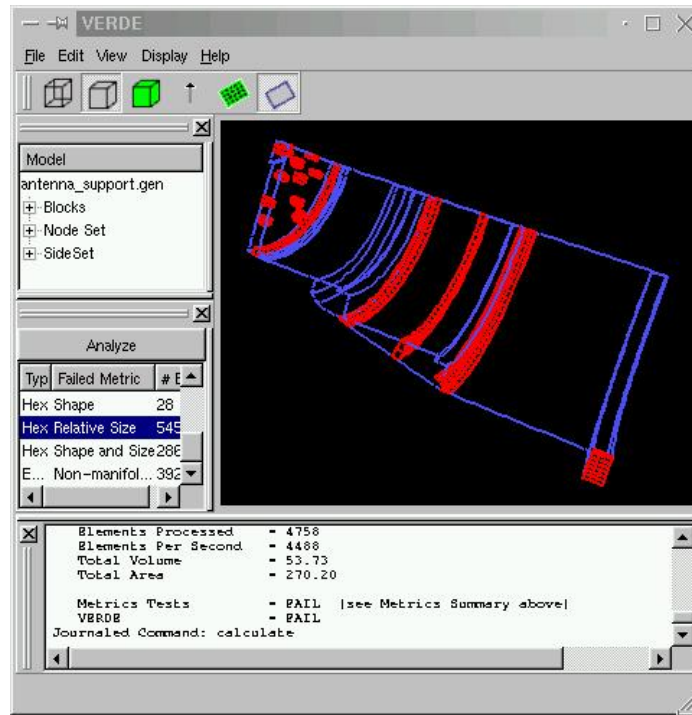 VERDE
File Edit View Display Help
Model
antenna_support.gen
Blocks
Node Set
SideSet
Analyze
Typ Failed Metric # E
Hex Shape 28
Hex Relative Size 545
Hex Shape and Size 286
E... Non-manifol... 392
Elements Processed = 4758
Elements Per Second = 4488
Total Volume = 53.73
Total Area = 270.20
Metrics Tests = FAIL (see Metrics Summary above)
VERDE = FAIL
Journaled Command: calculate